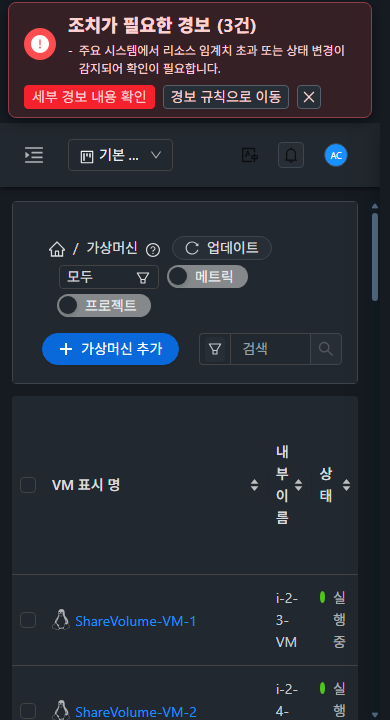 조치가 필요한 경보 (3건)
- 주요 시스템에서 리소스 임계치 초과 또는 상태 변경이
감지되어 확인이 필요합니다.
세부 경보 내용 확인 경보 규칙으로 이동
기본 ... AC
/ 가상머신 업데이트
모두 메트릭
프로젝트
가상머신 추가 검색
VM 표시 명
내
부
이
름
상
태
ShareVolume-VM-1
i-2-
3-
VM
실
행
중
ShareVolume-VM-2
i-2-
4-
실
행